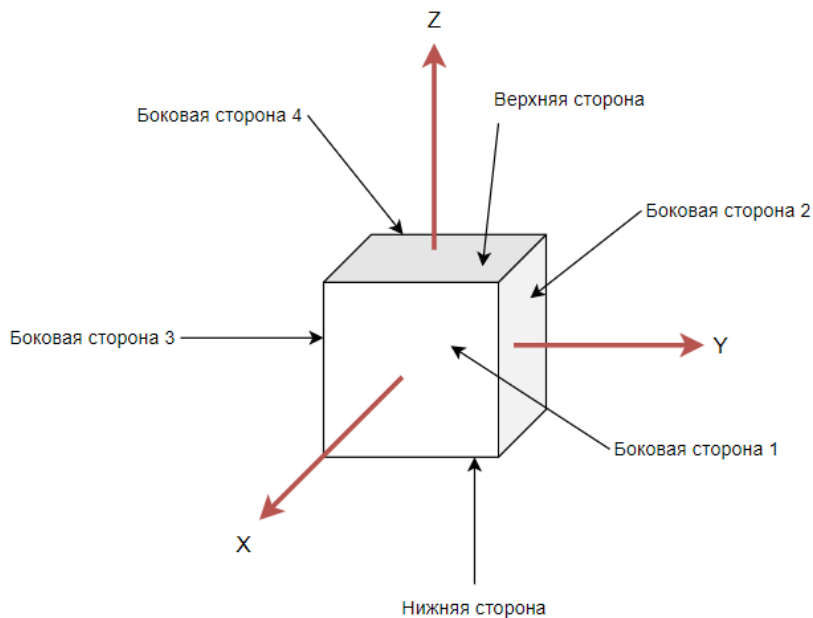 Z
Верхняя сторона
Боковая сторона 4
Боковая сторона 2
Боковая сторона 3
Y
Боковая сторона 1
X
Нижняя сторона